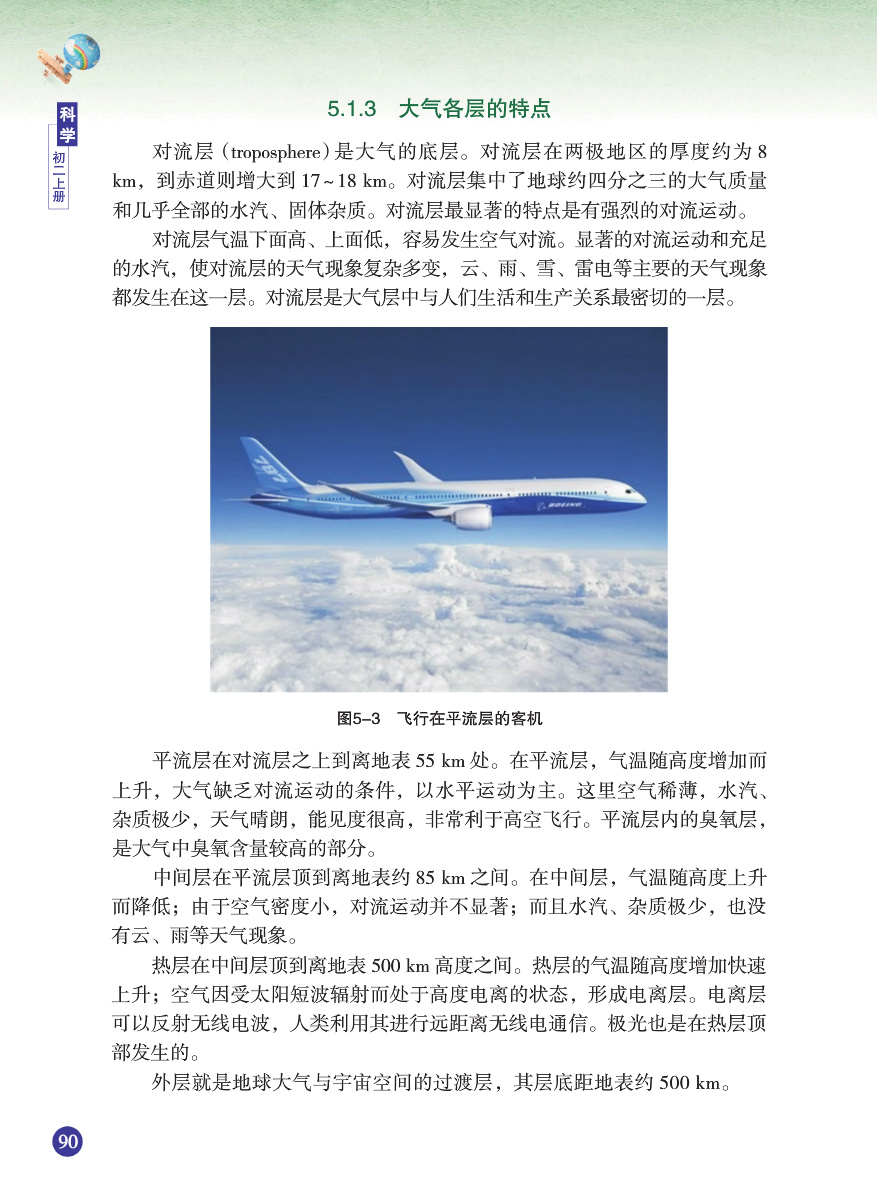 科学
初二上册
5.1.3 大气各层的特点
对流层（troposphere）是大气的底层。对流层在两极地区的厚度约为 8
km，到赤道则增大到 17~18 km。对流层集中了地球约四分之三的大气质量
和几乎全部的水汽、固体杂质。对流层最显著的特点是有强烈的对流运动。
对流层气温下面高、上面低，容易发生空气对流。显著的对流运动和充足
的水汽，使对流层的天气现象复杂多变，云、雨、雪、雷电等主要的天气现象
都发生在这一层。对流层是大气层中与人们生活和生产关系最密切的一层。
787
BOEING
图5–3 飞行在平流层的客机
平流层在对流层之上到离地表 55 km 处。在平流层，气温随高度增加而
上升，大气缺乏对流运动的条件，以水平运动为主。这里空气稀薄，水汽、
杂质极少，天气晴朗，能见度很高，非常利于高空飞行。平流层内的臭氧层，
是大气中臭氧含量较高的部分。
中间层在平流层顶到离地表约 85 km 之间。在中间层，气温随高度上升
而降低；由于空气密度小，对流运动并不显著；而且水汽、杂质极少，也没
有云、雨等天气现象。
热层在中间层顶到离地表 500 km 高度之间。热层的气温随高度增加快速
上升；空气因受太阳短波辐射而处于高度电离的状态，形成电离层。电离层
可以反射无线电波，人类利用其进行远距离无线电通信。极光也是在热层顶
部发生的。
外层就是地球大气与宇宙空间的过渡层，其层底距地表约 500 km。
90